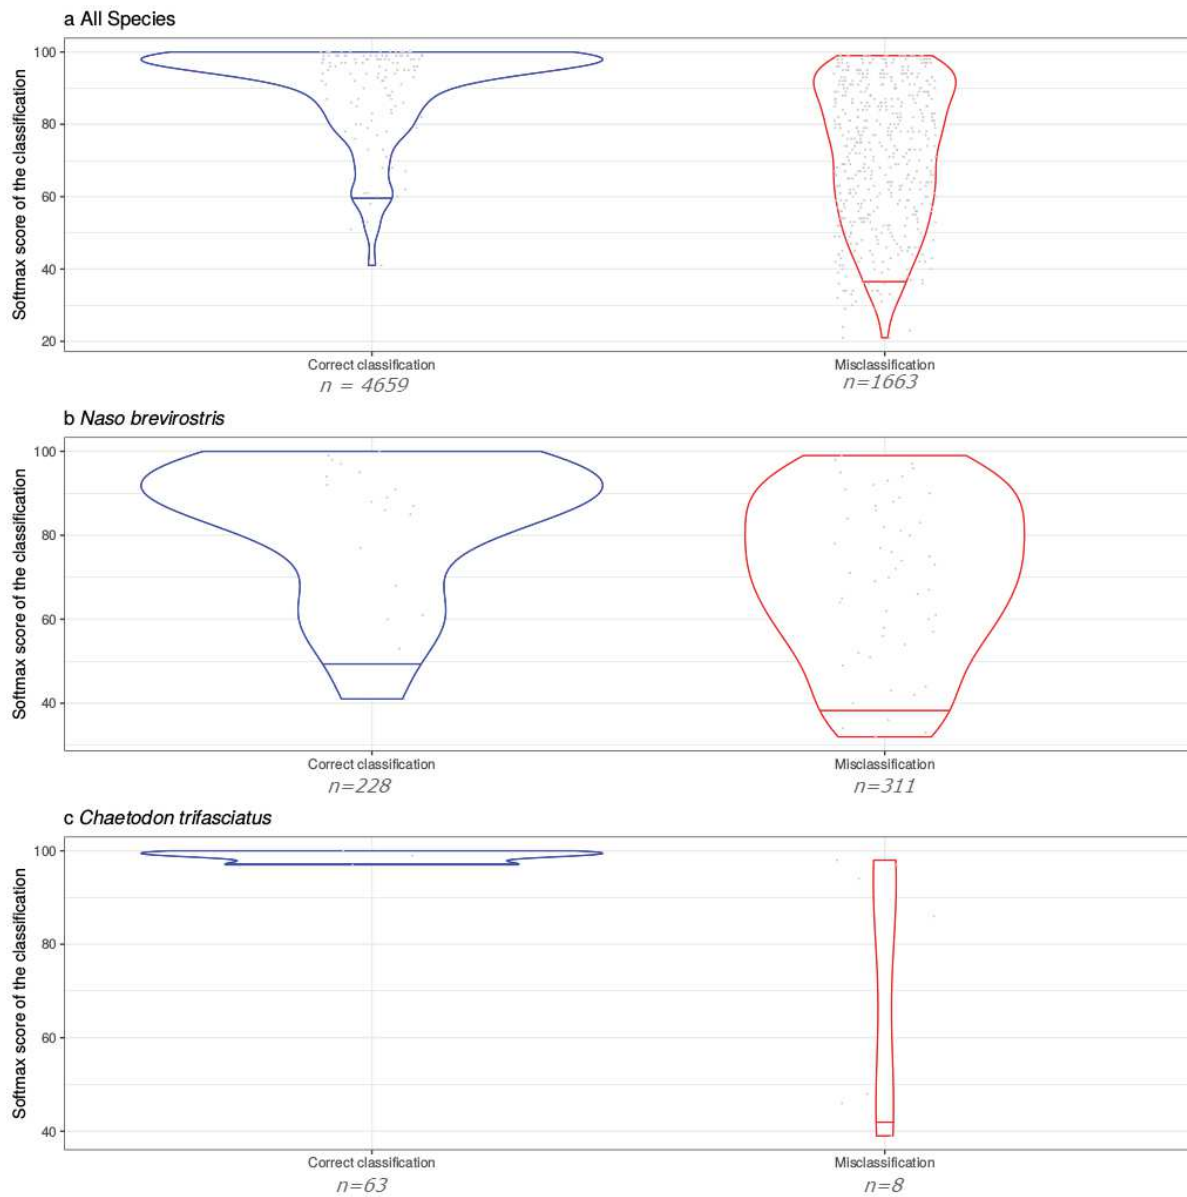 a All Species
Softmax score of the classification
100
80
60
40
20
Correct classification
Misclassification
n = 4659
n=1663
b Naso brevirostris
Softmax score of the classification
100
80
60
40
Correct classification
Misclassification
n=228
n=311
c Chaetodon trifasciatus
Softmax score of the classification
100
80
60
40
Correct classification
Misclassification
n=63
n=8